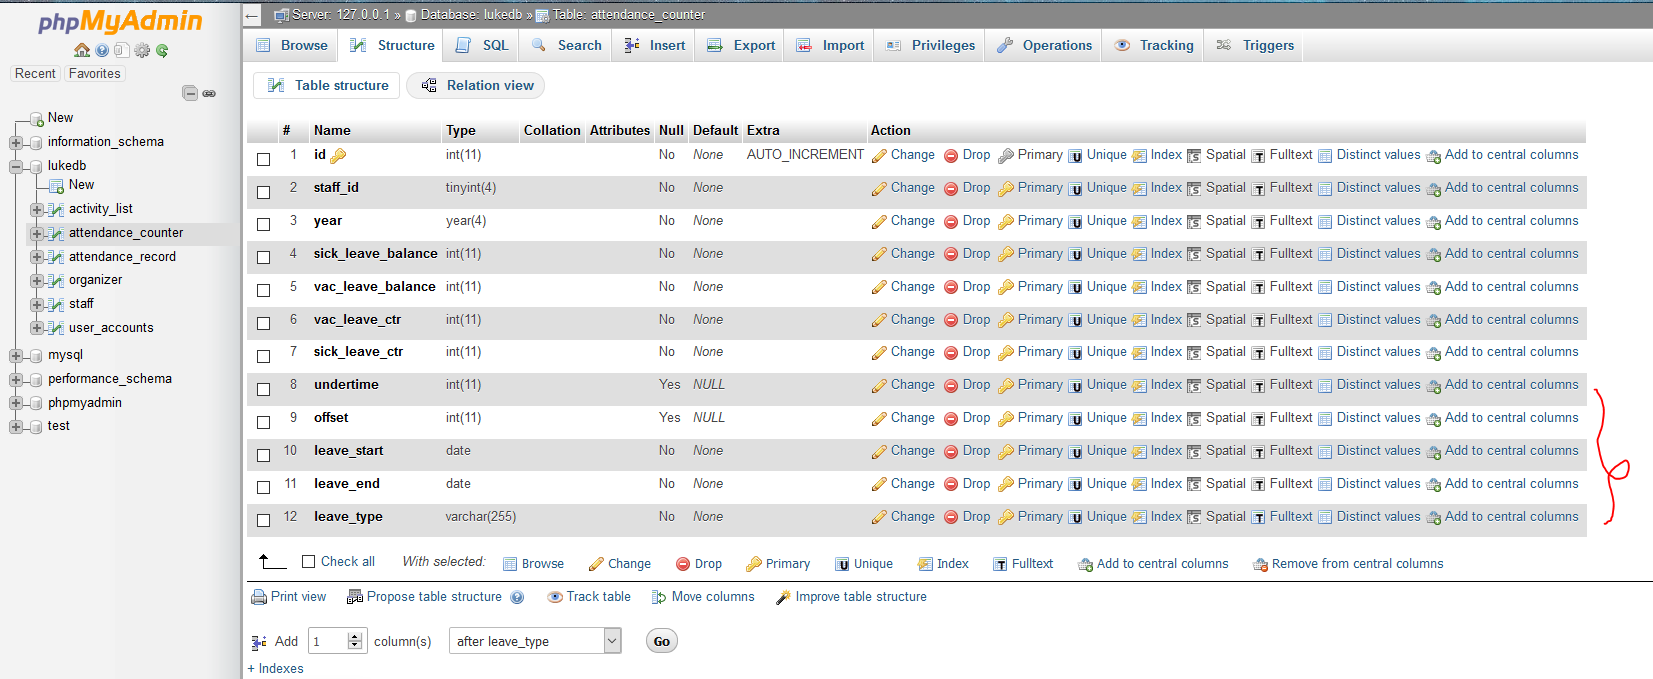 phpMyAdmin
Recent Favorites
New
information_schema
lukedb
New
activity_list
attendance_counter
attendance_record
organizer
staff
user_accounts
mysql
performance_schema
phpmyadmin
test
Server: 127.0.0.1 » Database: lukedb » Table: attendance_counter
Browse Structure SQL Search Insert Export Import Privileges Operations Tracking Triggers
Table structure Relation view
# Name Type Collation Attributes Null Default Extra Action
1 id int(11) No None AUTO_INCREMENT Change Drop Primary Unique Index Spatial Fulltext Distinct values Add to central columns
2 staff_id tinyint(4) No None Change Drop Primary Unique Index Spatial Fulltext Distinct values Add to central columns
3 year year(4) No None Change Drop Primary Unique Index Spatial Fulltext Distinct values Add to central columns
4 sick_leave_balance int(11) No None Change Drop Primary Unique Index Spatial Fulltext Distinct values Add to central columns
5 vac_leave_balance int(11) No None Change Drop Primary Unique Index Spatial Fulltext Distinct values Add to central columns
6 vac_leave_ctr int(11) No None Change Drop Primary Unique Index Spatial Fulltext Distinct values Add to central columns
7 sick_leave_ctr int(11) No None Change Drop Primary Unique Index Spatial Fulltext Distinct values Add to central columns
8 undertime int(11) Yes NULL Change Drop Primary Unique Index Spatial Fulltext Distinct values Add to central columns
9 offset int(11) Yes NULL Change Drop Primary Unique Index Spatial Fulltext Distinct values Add to central columns
10 leave_start date No None Change Drop Primary Unique Index Spatial Fulltext Distinct values Add to central columns
11 leave_end date No None Change Drop Primary Unique Index Spatial Fulltext Distinct values Add to central columns
12 leave_type varchar(255) No None Change Drop Primary Unique Index Spatial Fulltext Distinct values Add to central columns
Check all With selected: Browse Change Drop Primary Unique Index Fulltext Add to central columns Remove from central columns
Print view Propose table structure Track table Move columns Improve table structure
Add 1 column(s) after leave_type Go
+ Indexes